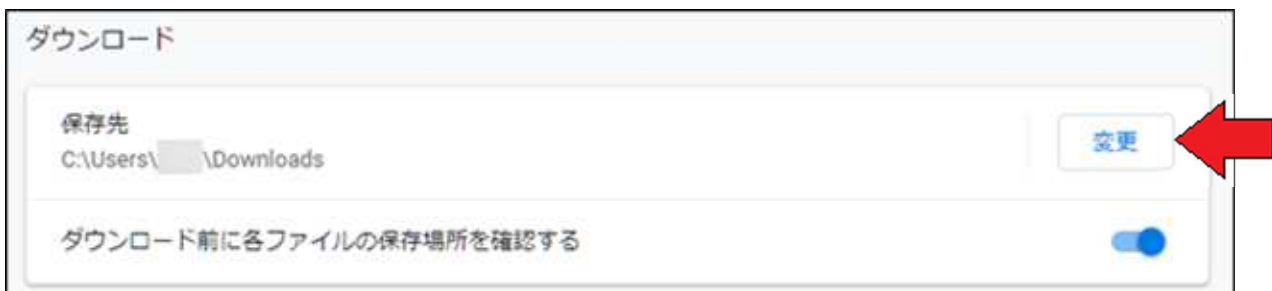 ダウンロード
保存先
C:\Users\ \Downloads
変更
ダウンロード前に各ファイルの保存場所を確認する